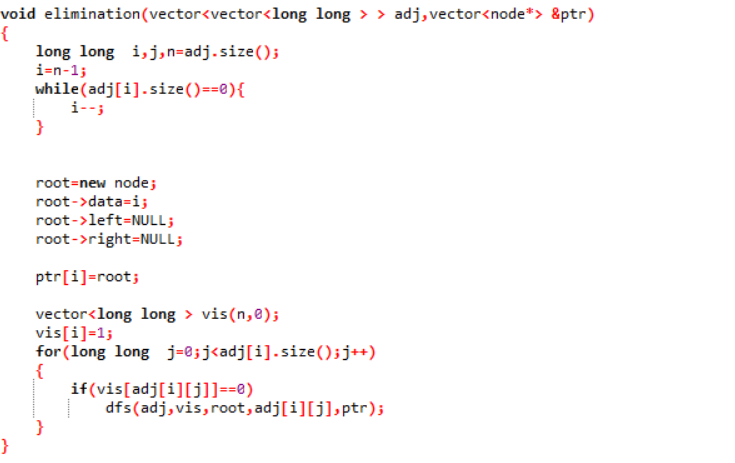 void elimination(vector<vector<long long > > adj,vector<node*> &ptr)
{
    long long  i,j,n=adj.size();
    i=n-1;
    while(adj[i].size()==0){
        i--;
    }


    root=new node;
    root->data=i;
    root->left=NULL;
    root->right=NULL;

    ptr[i]=root;

    vector<long long > vis(n,0);
    vis[i]=1;
    for(long long  j=0;j<adj[i].size();j++)
    {
        if(vis[adj[i][j]]==0)
            dfs(adj,vis,root,adj[i][j],ptr);
    }
}